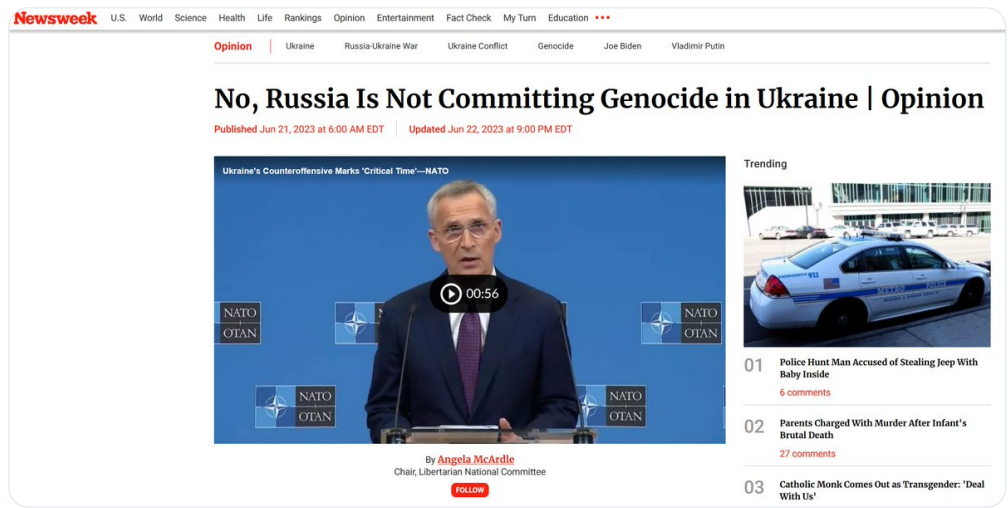 Newsweek U.S. World Science Health Life Rankings Opinion Entertainment Fact Check My Turn Education •••
Opinion | Ukraine Russia-Ukraine War Ukraine Conflict Genocide Joe Biden Vladimir Putin
No, Russia Is Not Committing Genocide in Ukraine | Opinion
Published Jun 21, 2023 at 6:00 AM EDT | Updated Jun 22, 2023 at 9:00 PM EDT
Ukraine's Counteroffensive Marks 'Critical Time'—NATO
00:56
NATO
OTAN
N
NATO
OTAN
NATO
OTAN
NATO
OTAN
By Angela McArdle
Chair, Libertarian National Committee
FOLLOW
Trending
EMERGENCY 911
METRO POLICE
01 Police Hunt Man Accused of Stealing Jeep With
Baby Inside
6 comments
02 Parents Charged With Murder After Infant's
Brutal Death
27 comments
03 Catholic Monk Comes Out as Transgender: 'Deal
With Us'